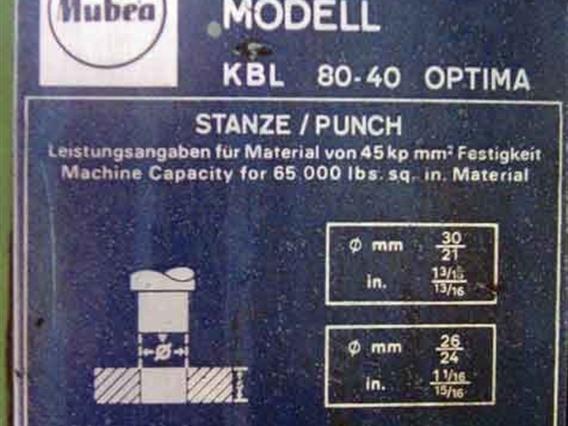 Mubea
MODELL
KBL 80-40 OPTIMA
STANZE / PUNCH
Leistungsangaben für Material von 45 kp mm² Festigkeit
Machine Capacity for 65 000 lbs. sq. in. Material
Ø mm 30/21
in. 1 3/16 / 13/16
Ø
Ø mm 26/24
in. 1 1/16 / 15/16